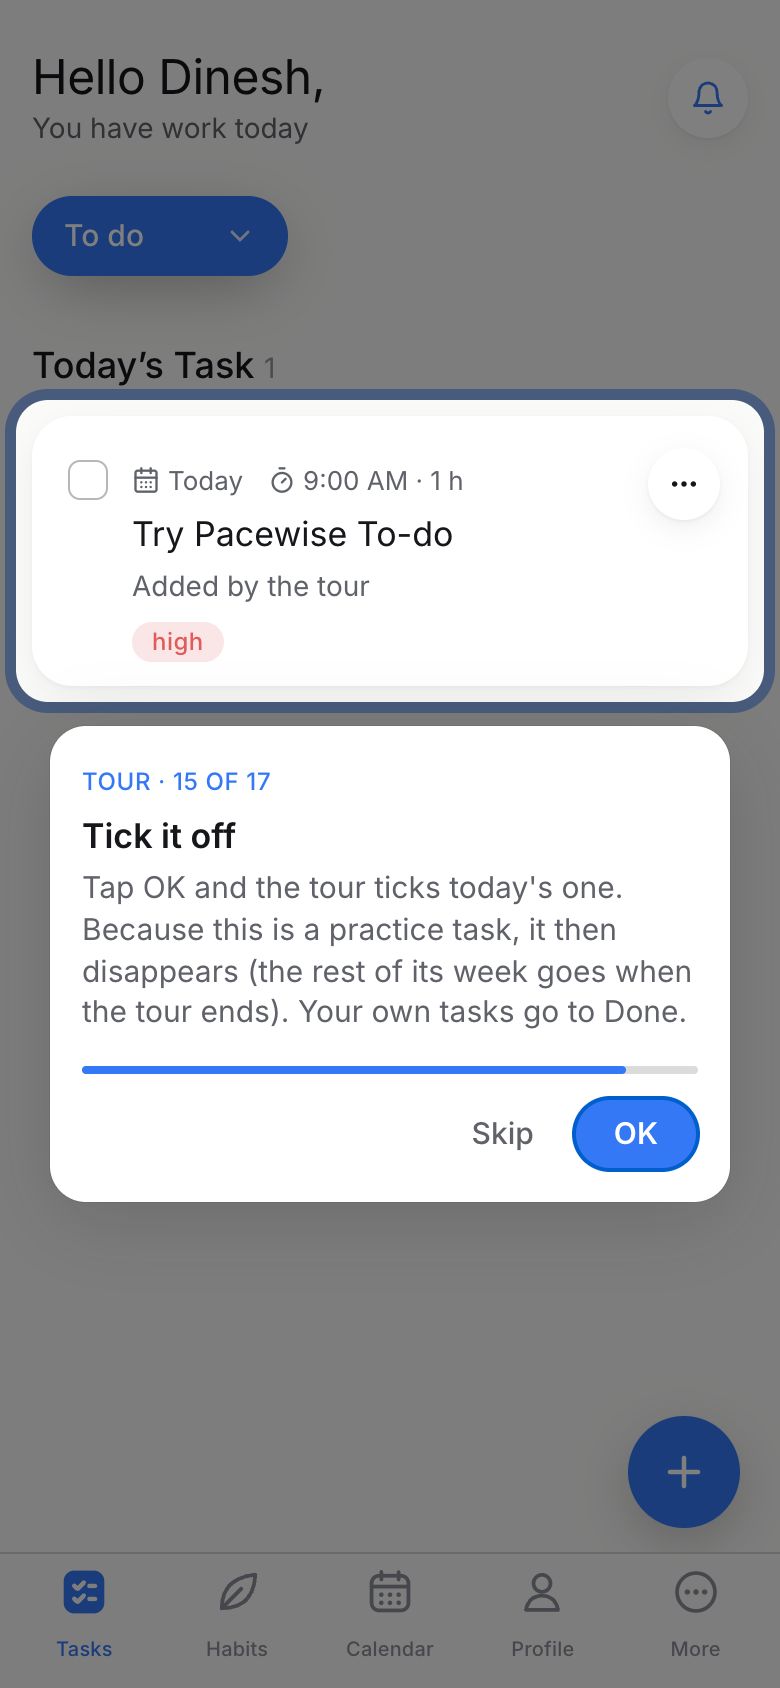 Hello Dinesh,
You have work today
To do
Today’s Task 1
Today 9:00 AM · 1 h
Try Pacewise To-do
Added by the tour
high
TOUR · 15 OF 17
Tick it off
Tap OK and the tour ticks today's one.
Because this is a practice task, it then
disappears (the rest of its week goes when
the tour ends). Your own tasks go to Done.
Skip OK
Tasks Habits Calendar Profile More